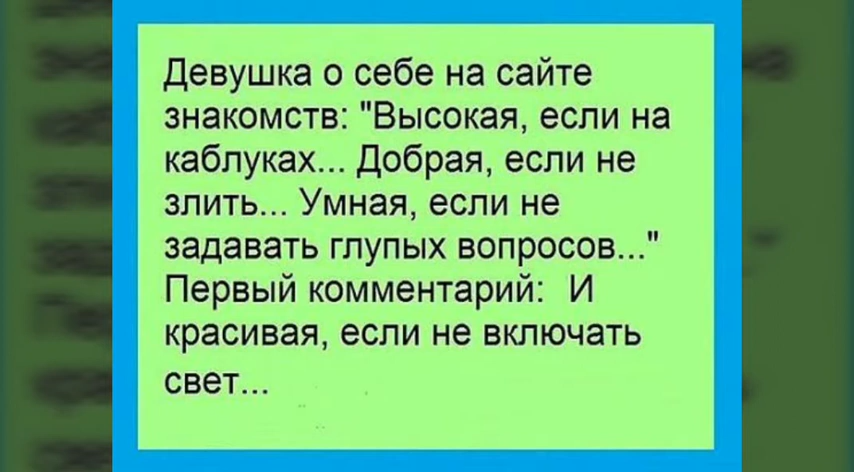 Девушка о себе на сайте
знакомств: "Высокая, если на
каблуках... Добрая, если не
злить... Умная, если не
задавать глупых вопросов..."
Первый комментарий:  И
красивая, если не включать
свет...